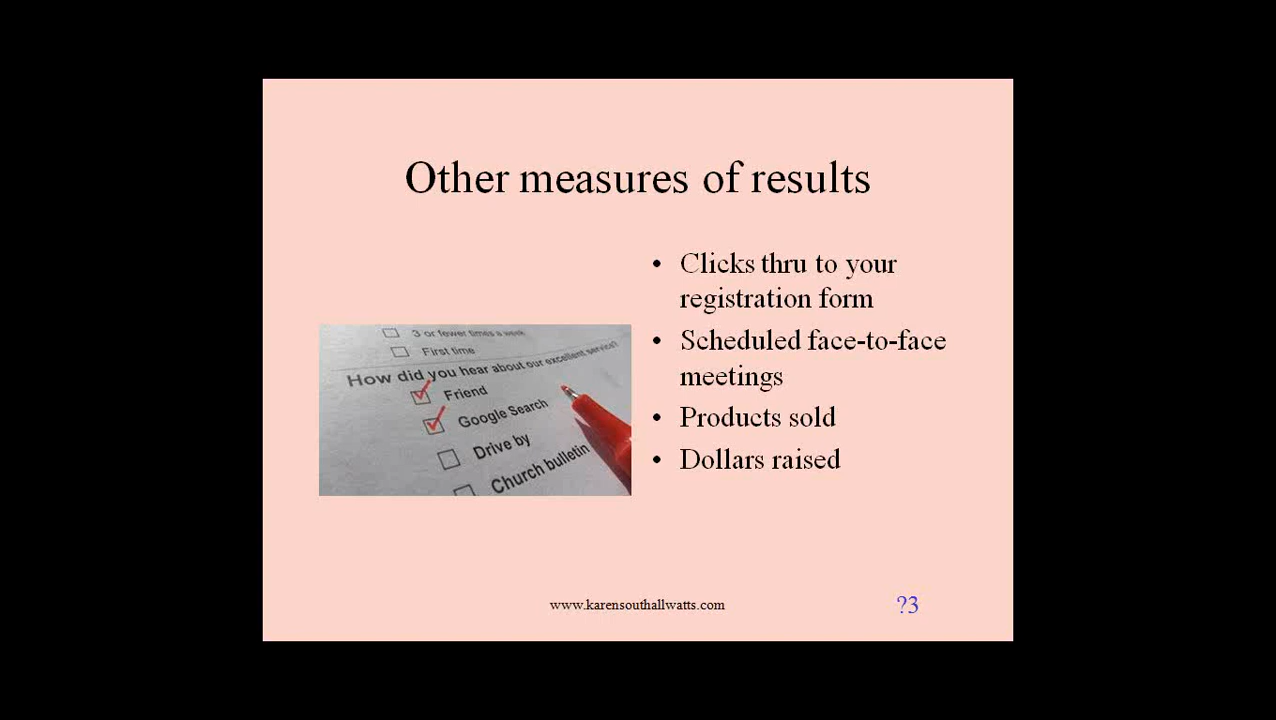 Other measures of results
• Clicks thru to your
registration form
• Scheduled face-to-face
meetings
• Products sold
• Dollars raised
3 or fewer times a week
First time
How did you hear about our excellent service?
Friend
Google Search
Drive by
Church bulletin
www.karensouthallwatts.com
?3